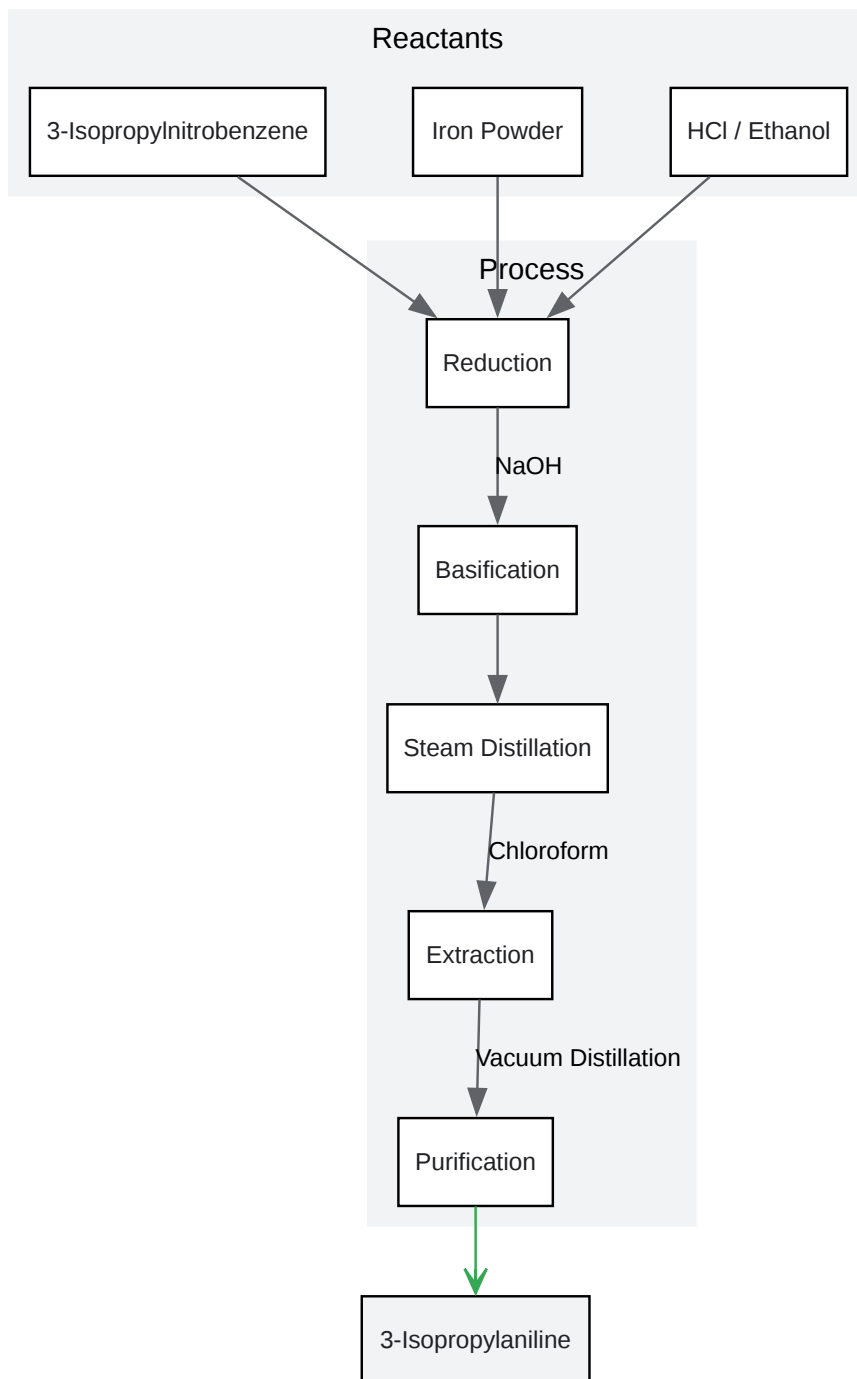 Reactants
3-Isopropylnitrobenzene
Iron Powder
HCl / Ethanol
Process
Reduction
NaOH
Basification
Steam Distillation
Chloroform
Extraction
Vacuum Distillation
Purification
3-Isopropylaniline